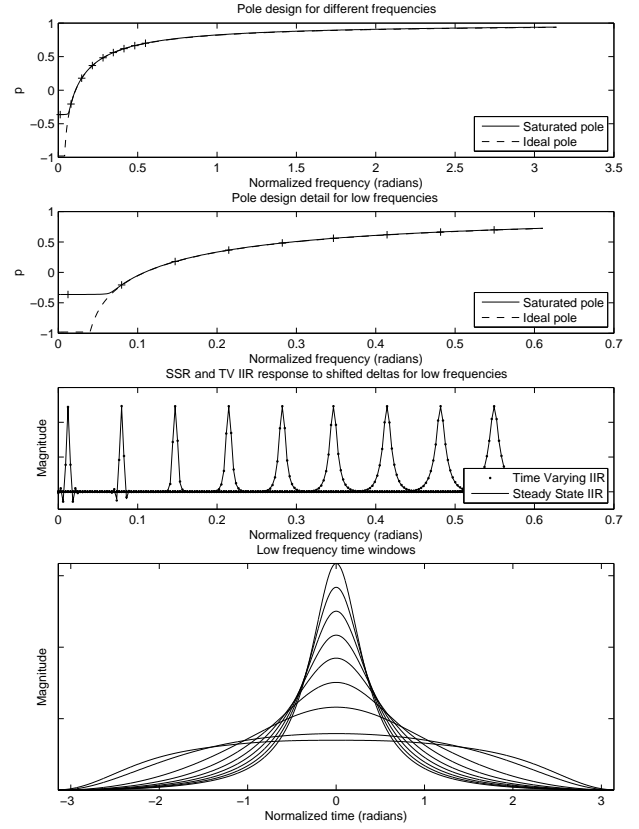 Pole design for different frequencies
1
0.5
0
−0.5
−1
p
0 0.5 1 1.5 2 2.5 3 3.5
Normalized frequency (radians)
Saturated pole
Ideal pole
Pole design detail for low frequencies
1
0.5
0
−0.5
−1
p
0 0.1 0.2 0.3 0.4 0.5 0.6 0.7
Normalized frequency (radians)
Saturated pole
Ideal pole
SSR and TV IIR response to shifted deltas for low frequencies
Magnitude
0 0.1 0.2 0.3 0.4 0.5 0.6 0.7
Normalized frequency (radians)
Time Varying IIR
Steady State IIR
Low frequency time windows
Magnitude
−3 −2 −1 0 1 2 3
Normalized time (radians)